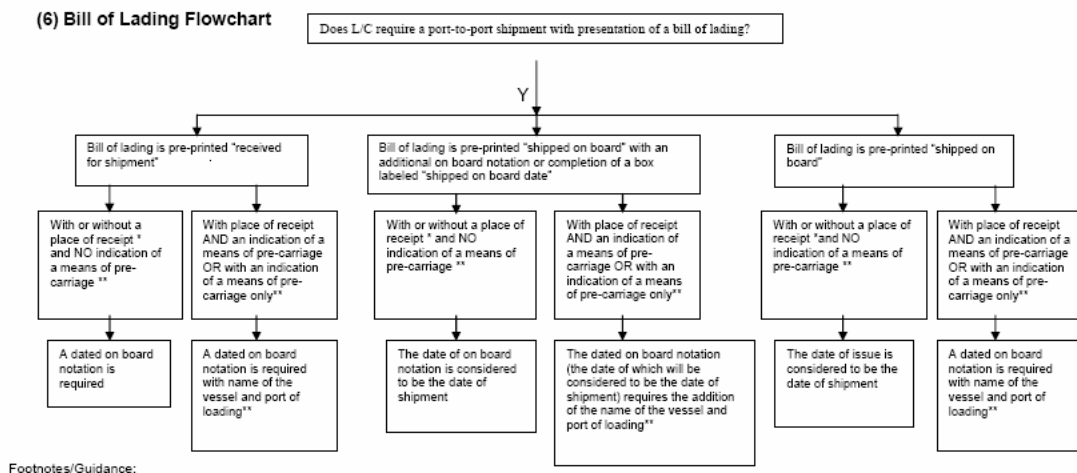 (6) Bill of Lading Flowchart
Does L/C require a port-to-port shipment with presentation of a bill of lading?
Y
Bill of lading is pre-printed "received
for shipment"
Bill of lading is pre-printed "shipped on board" with an
additional on board notation or completion of a box
labeled "shipped on board date"
Bill of lading is pre-printed "shipped on
board"
With or without a
place of receipt *
and NO indication of
a means of pre-
carriage **
With place of receipt
AND an indication of a
means of pre-carriage
OR with an indication
of a means of pre-
carriage only**
With or without a place of
receipt * and NO
indication of a means of
pre-carriage **
With place of receipt
AND an indication of
a means of pre-
carriage OR with an
indication of a means
of pre-carriage only**
With or without a place of
receipt *and NO
indication of a means of
pre-carriage **
With place of receipt
AND an indication of a
means of pre-carriage
OR with an indication
of a means of pre-
carriage only**
A dated on board
notation is
required
A dated on board
notation is required
with name of the
vessel and port of
loading**
The date of on board
notation is considered
to be the date of
shipment
The dated on board notation
(the date of which will be
considered to be the date of
shipment) requires the addition
of the name of the vessel and
port of loading**
The date of issue is
considered to be the
date of shipment
A dated on board
notation is required
with name of the
vessel and port of
loading**
Footnotes/Guidance: